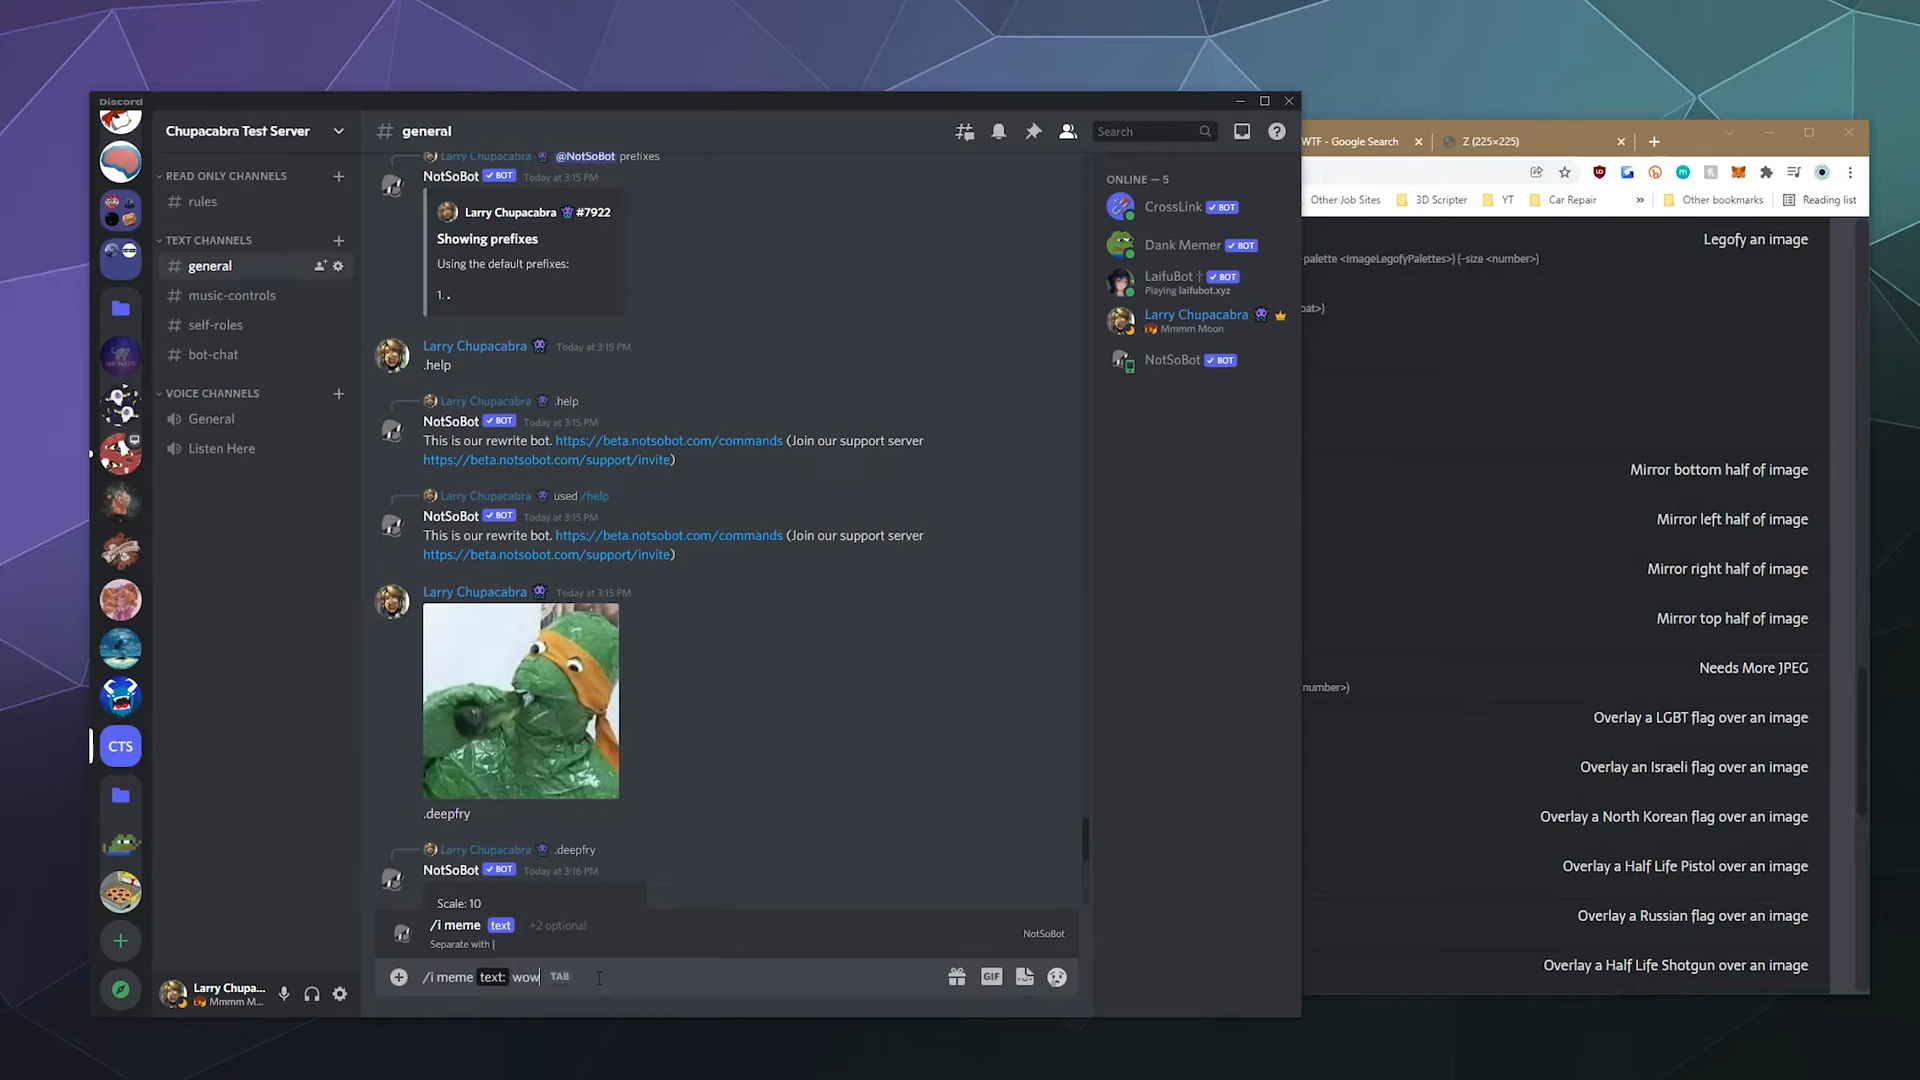 Discord
Chupacabra Test Server
READ ONLY CHANNELS
rules
TEXT CHANNELS
general
music-controls
self-roles
bot-chat
VOICE CHANNELS
General
Listen Here
CTS
Larry Chupa...
Mmmm M...
# general
Search
Larry Chupacabra @NotSoBot prefixes
NotSoBot ✓ BOT Today at 3:15 PM
Larry Chupacabra #7922
Showing prefixes
Using the default prefixes:
1. .
Larry Chupacabra Today at 3:15 PM
.help
Larry Chupacabra .help
NotSoBot ✓ BOT Today at 3:15 PM
This is our rewrite bot. https://beta.notsobot.com/commands (Join our support server
https://beta.notsobot.com/support/invite)
Larry Chupacabra used /help
NotSoBot ✓ BOT Today at 3:15 PM
This is our rewrite bot. https://beta.notsobot.com/commands (Join our support server
https://beta.notsobot.com/support/invite)
Larry Chupacabra Today at 3:15 PM
.deepfry
Larry Chupacabra .deepfry
NotSoBot ✓ BOT Today at 3:16 PM
Scale: 10
/i meme text +2 optional
Separate with |
NotSoBot
/i meme text: wow TAB
GIF
ONLINE — 5
CrossLink ✓ BOT
Dank Memer ✓ BOT
LaifuBot † ✓ BOT
Playing laifubot.xyz
Larry Chupacabra
Mmmm Moon
NotSoBot ✓ BOT
WTF - Google Search
Z (225×225)
Other Job Sites
3D Scripter
YT
Car Repair
»
Other bookmarks
Reading list
Legofy an image
-palette <ImageLegofyPalettes>) (-size <number>)
oat>)
Mirror bottom half of image
Mirror left half of image
Mirror right half of image
Mirror top half of image
Needs More JPEG
number>)
Overlay a LGBT flag over an image
Overlay an Israeli flag over an image
Overlay a North Korean flag over an image
Overlay a Half Life Pistol over an image
Overlay a Russian flag over an image
Overlay a Half Life Shotgun over an image